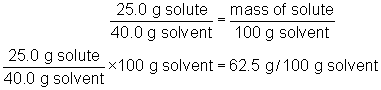 25.0 g solute / 40.0 g solvent = mass of solute / 100 g solvent
25.0 g solute / 40.0 g solvent × 100 g solvent = 62.5 g/100 g solvent